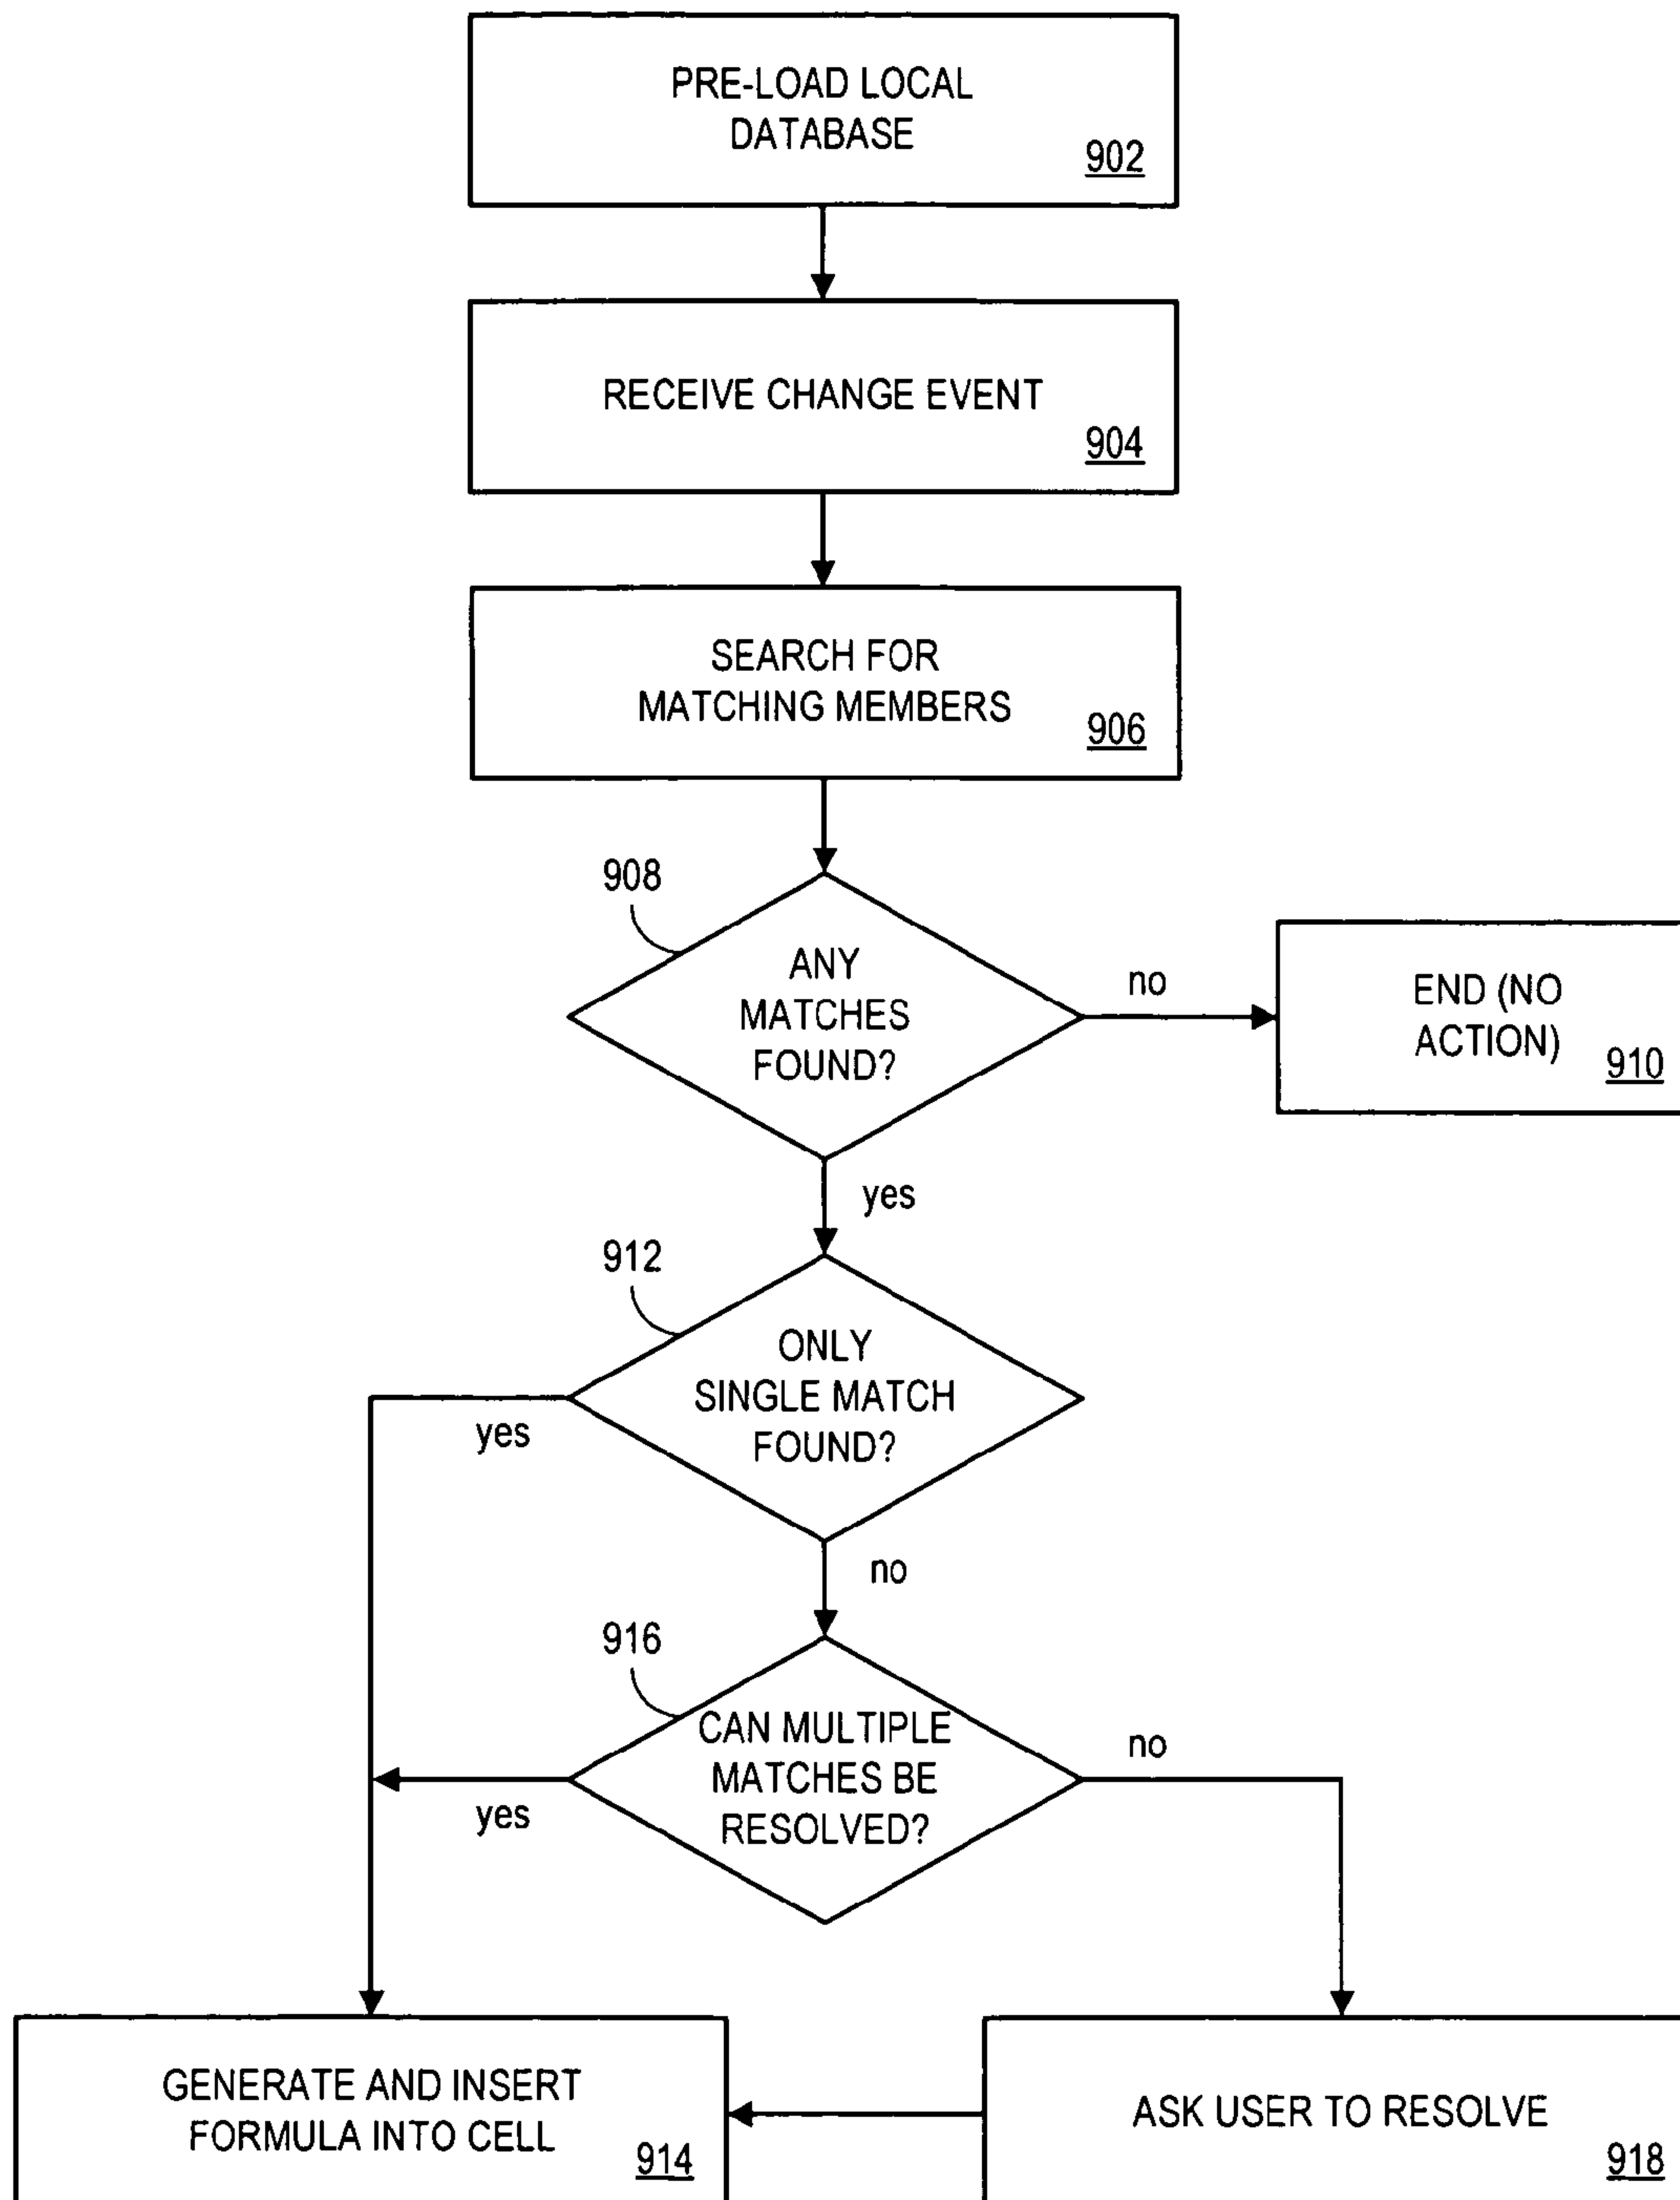 PRE-LOAD LOCAL
DATABASE
902
RECEIVE CHANGE EVENT
904
SEARCH FOR
MATCHING MEMBERS
906
908
ANY
MATCHES
FOUND?
no
END (NO
ACTION)
910
yes
912
ONLY
SINGLE MATCH
FOUND?
yes
no
916
CAN MULTIPLE
MATCHES BE
RESOLVED?
yes
no
GENERATE AND INSERT
FORMULA INTO CELL
914
ASK USER TO RESOLVE
918